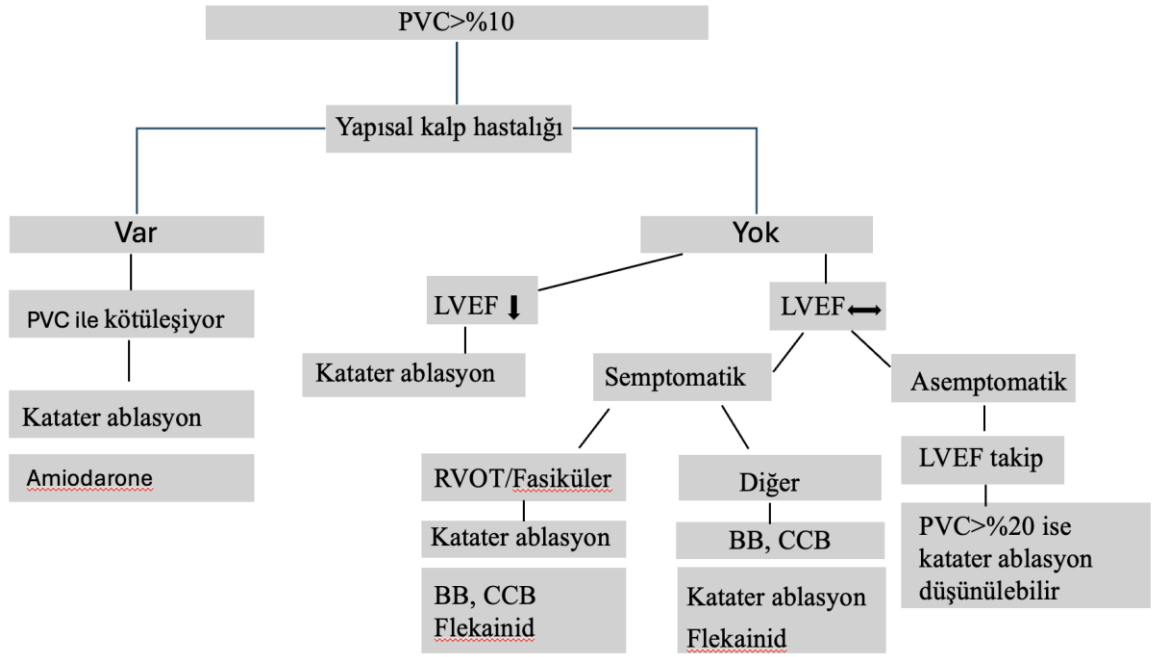 PVC>%10
Yapısal kalp hastalığı
Var
Yok
PVC ile kötüleşiyor
LVEF
LVEF
Katater ablasyon
Semptomatik
Asemptomatik
Katater ablasyon
Amiodarone
RVOT/Fasiküler
Diğer
LVEF takip
Katater ablasyon
BB, CCB
PVC>%20 ise
katater ablasyon
düşünülebilir
BB, CCB
Flekainid
Katater ablasyon
Flekainid